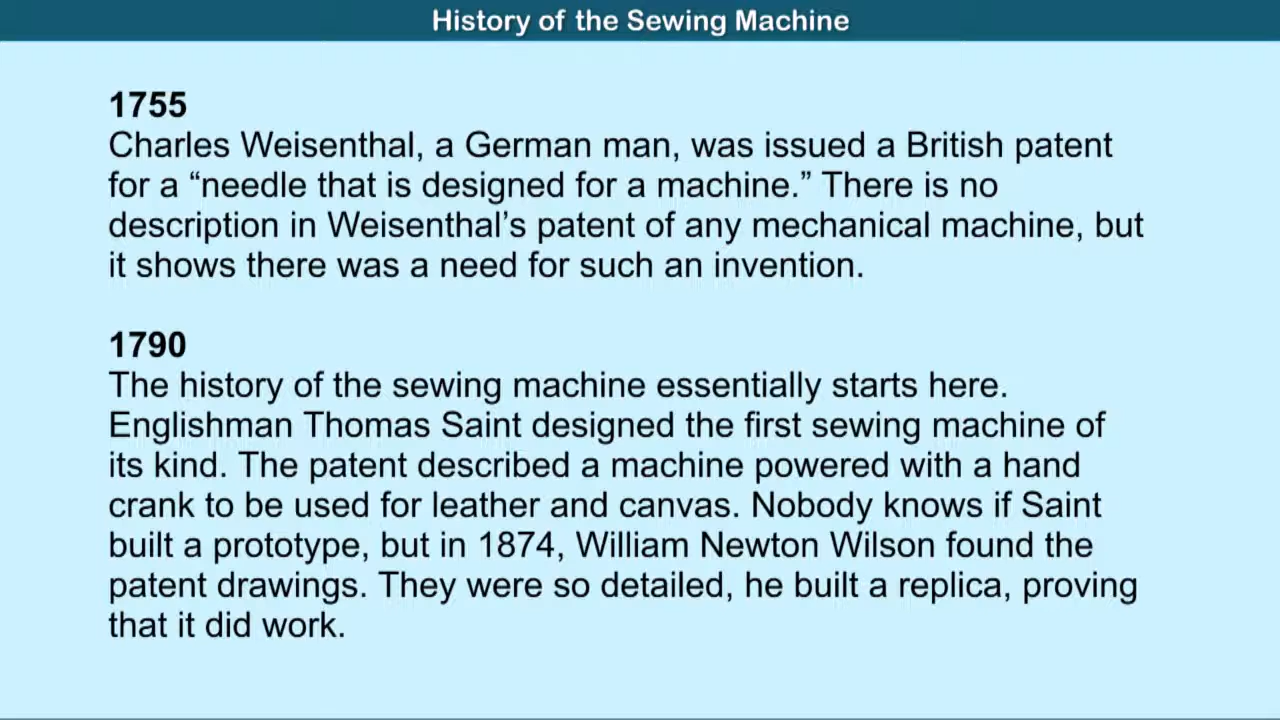 History of the Sewing Machine
1755
Charles Weisenthal, a German man, was issued a British patent
for a “needle that is designed for a machine.” There is no
description in Weisenthal’s patent of any mechanical machine, but
it shows there was a need for such an invention.
1790
The history of the sewing machine essentially starts here.
Englishman Thomas Saint designed the first sewing machine of
its kind. The patent described a machine powered with a hand
crank to be used for leather and canvas. Nobody knows if Saint
built a prototype, but in 1874, William Newton Wilson found the
patent drawings. They were so detailed, he built a replica, proving
that it did work.